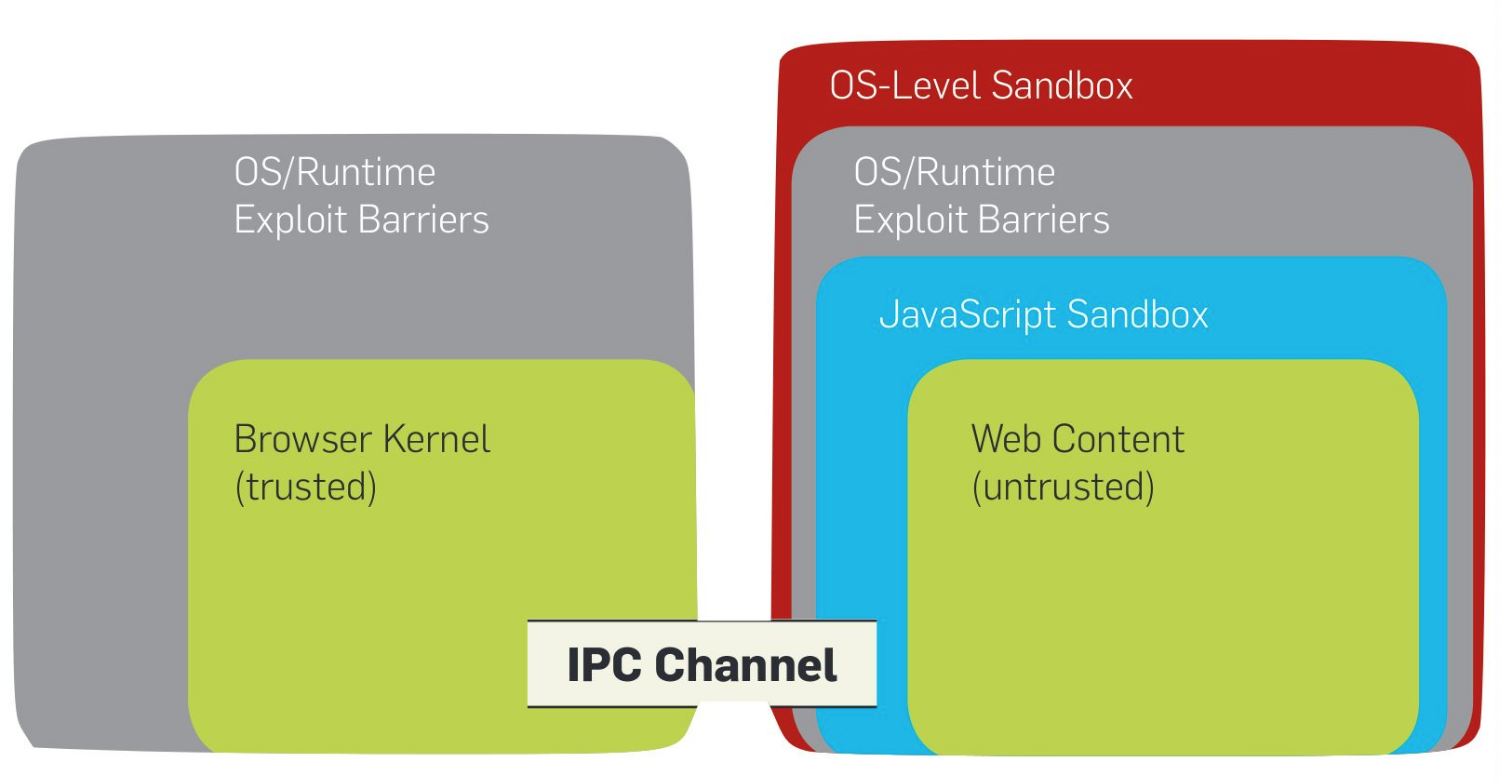 OS/Runtime
Exploit Barriers
Browser Kernel
(trusted)
IPC Channel
OS-Level Sandbox
OS/Runtime
Exploit Barriers
JavaScript Sandbox
Web Content
(untrusted)